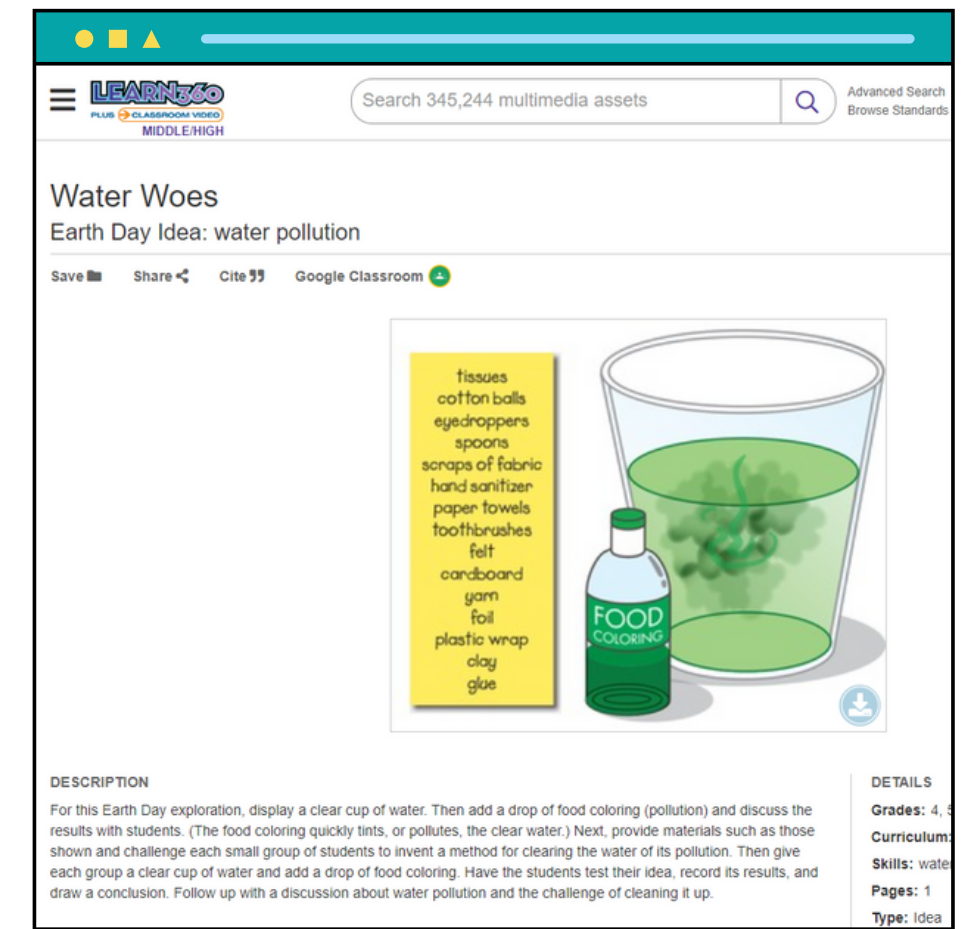 LEARN360
PLUS CLASSROOM VIDEO
MIDDLE/HIGH
Search 345,244 multimedia assets
Advanced Search
Browse Standards
Water Woes
Earth Day Idea: water pollution
Save Share Cite Google Classroom
tissues
cotton balls
eyedroppers
spoons
scraps of fabric
hand sanitizer
paper towels
toothbrushes
felt
cardboard
yarn
foil
plastic wrap
clay
glue
FOOD
COLORING
DESCRIPTION
For this Earth Day exploration, display a clear cup of water. Then add a drop of food coloring (pollution) and discuss the
results with students. (The food coloring quickly tints, or pollutes, the clear water.) Next, provide materials such as those
shown and challenge each small group of students to invent a method for clearing the water of its pollution. Then give
each group a clear cup of water and add a drop of food coloring. Have the students test their idea, record its results, and
draw a conclusion. Follow up with a discussion about water pollution and the challenge of cleaning it up.
DETAILS
Grades: 4,
Curriculum:
Skills: water
Pages: 1
Type: Idea